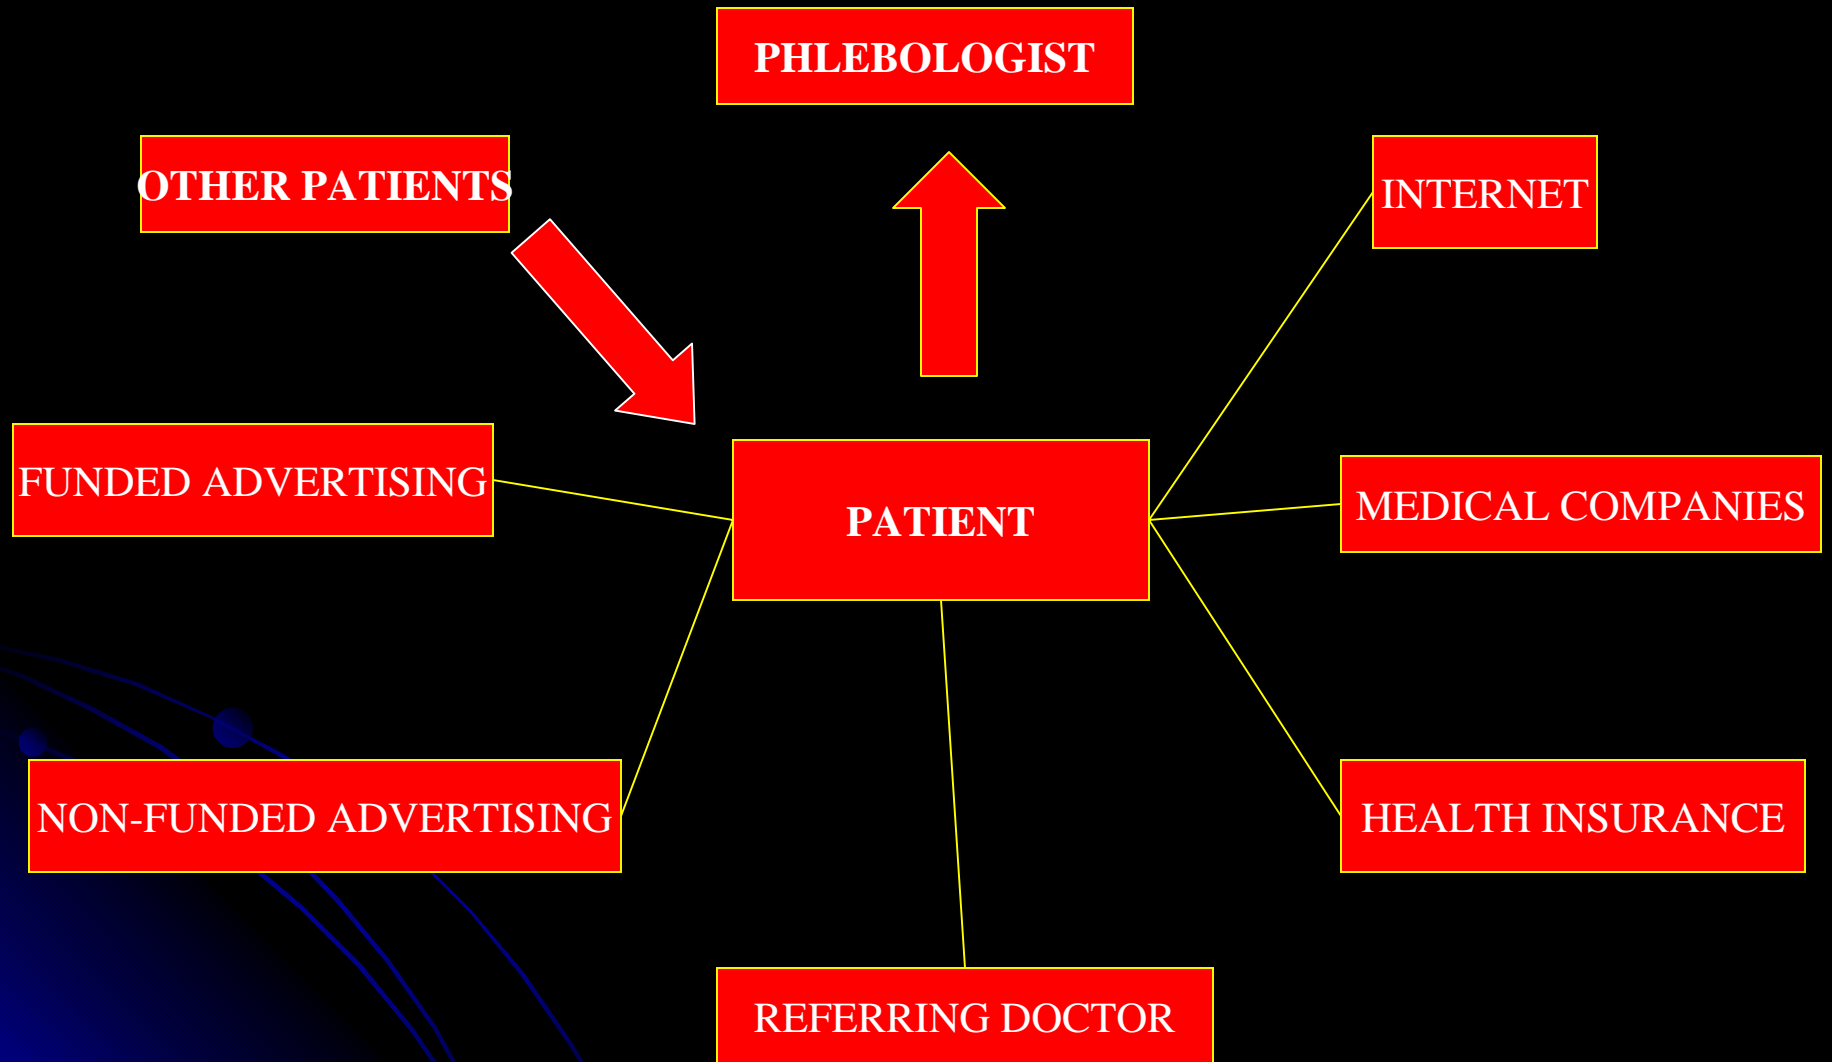 PHLEBOLOGIST
OTHER PATIENTS
INTERNET
FUNDED ADVERTISING
PATIENT
MEDICAL COMPANIES
NON-FUNDED ADVERTISING
HEALTH INSURANCE
REFERRING DOCTOR